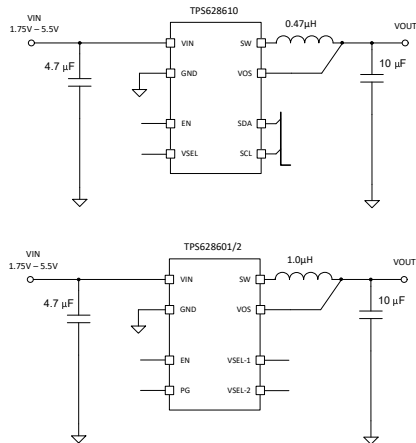 TPS628610
VIN
1.75V – 5.5V
0.47µH
VOUT
VIN
SW
4.7 µF
GND
VOS
10 µF
EN
SDA
VSEL
SCL
TPS628601/2
VIN
1.75V – 5.5V
1.0µH
VOUT
VIN
SW
4.7 µF
GND
VOS
10 µF
EN
VSEL-1
PG
VSEL-2